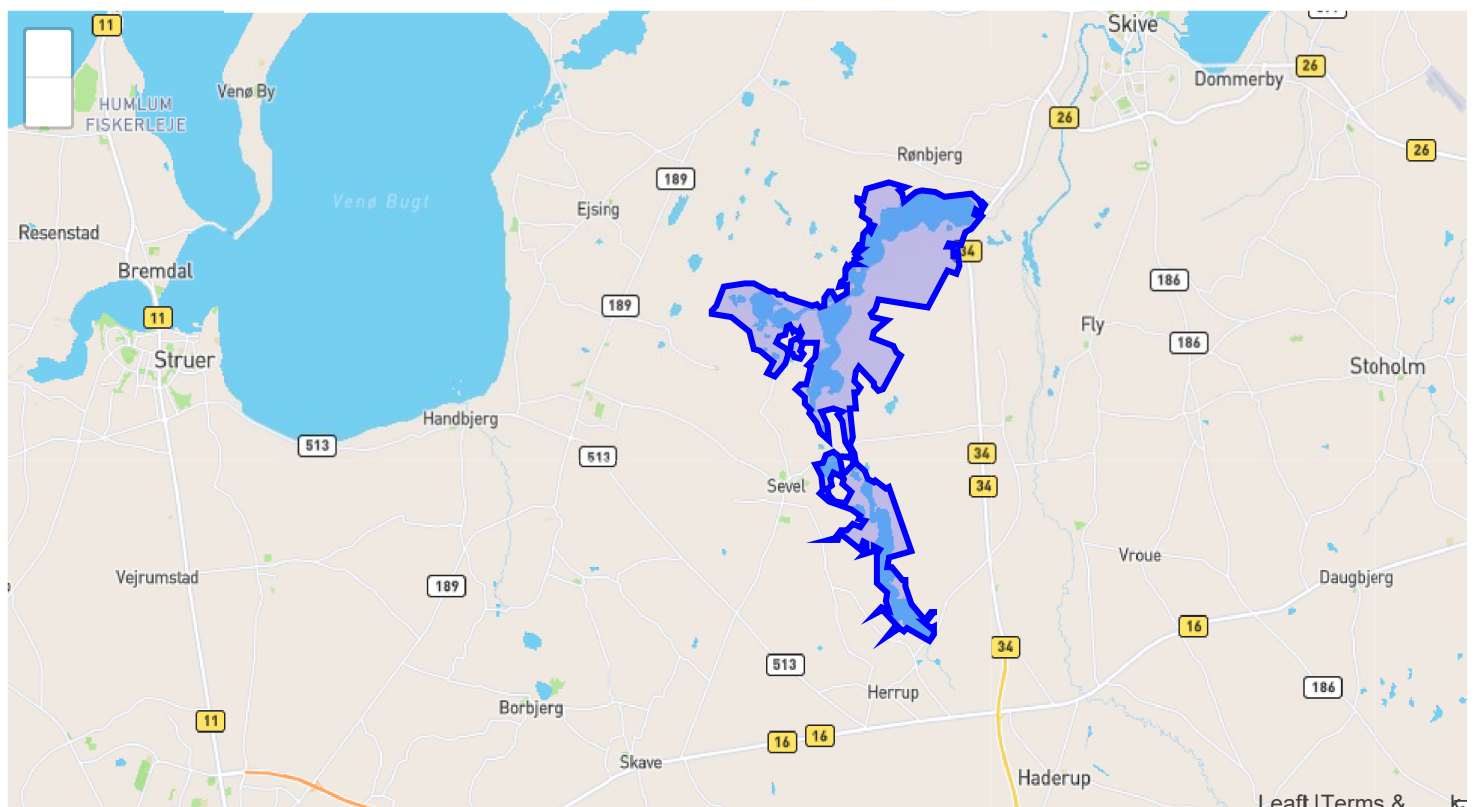 11
Skive
26
Dommerby
Venø By
HUMLUM
FISKERLEJE
26
26
Rønbjerg
189
Venø Bugt
Ejsing
Resenstad
34
Bremdal
186
189
11
Fly
186
Struer
Stoholm
Handbjerg
513
513
34
Sevel
34
Vroue
Vejrumstad
Daugbjerg
189
16
34
513
Herrup
186
Borbjerg
11
16
16
Skave
Haderup
Terms &